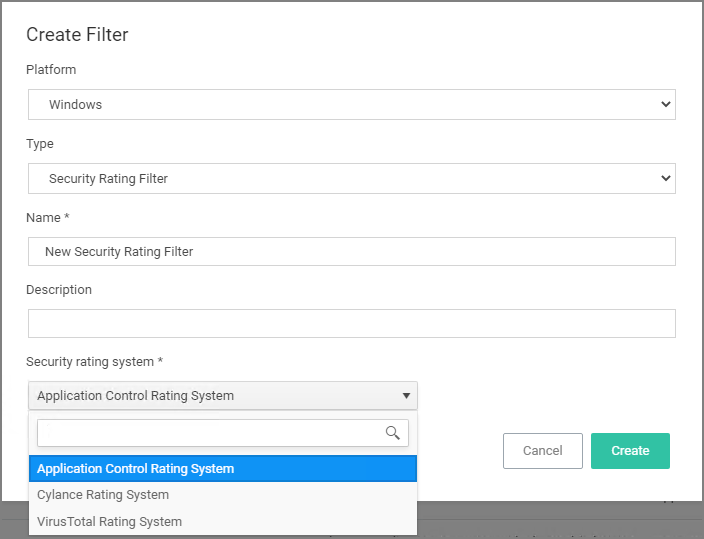 Create Filter
Platform
Windows
Type
Security Rating Filter
Name *
New Security Rating Filter
Description
Security rating system *
Application Control Rating System
Application Control Rating System
Cylance Rating System
VirusTotal Rating System
Cancel
Create